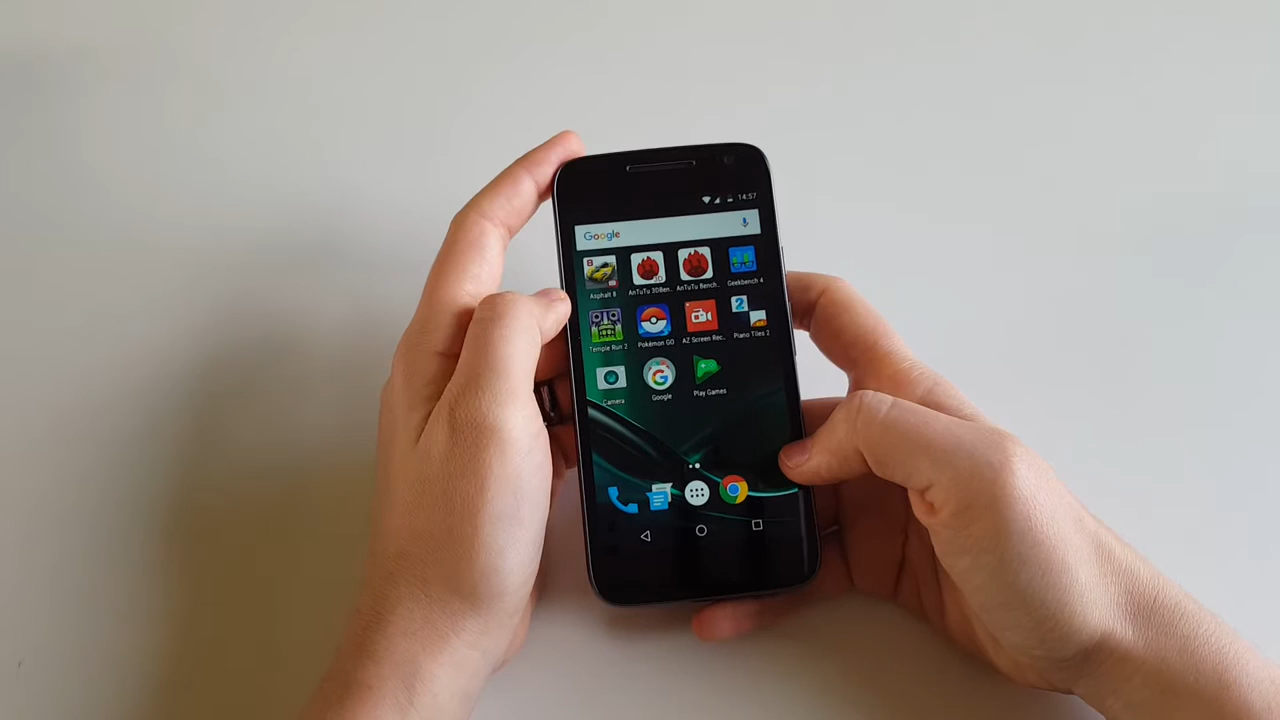 14:57
Google
Asphalt 8
AnTuTu 3DBen..
AnTuTu Bench..
Geekbench 4
Temple Run 2
Pokémon GO
AZ Screen Rec..
Piano Tiles 2
Camera
Google
Play Games